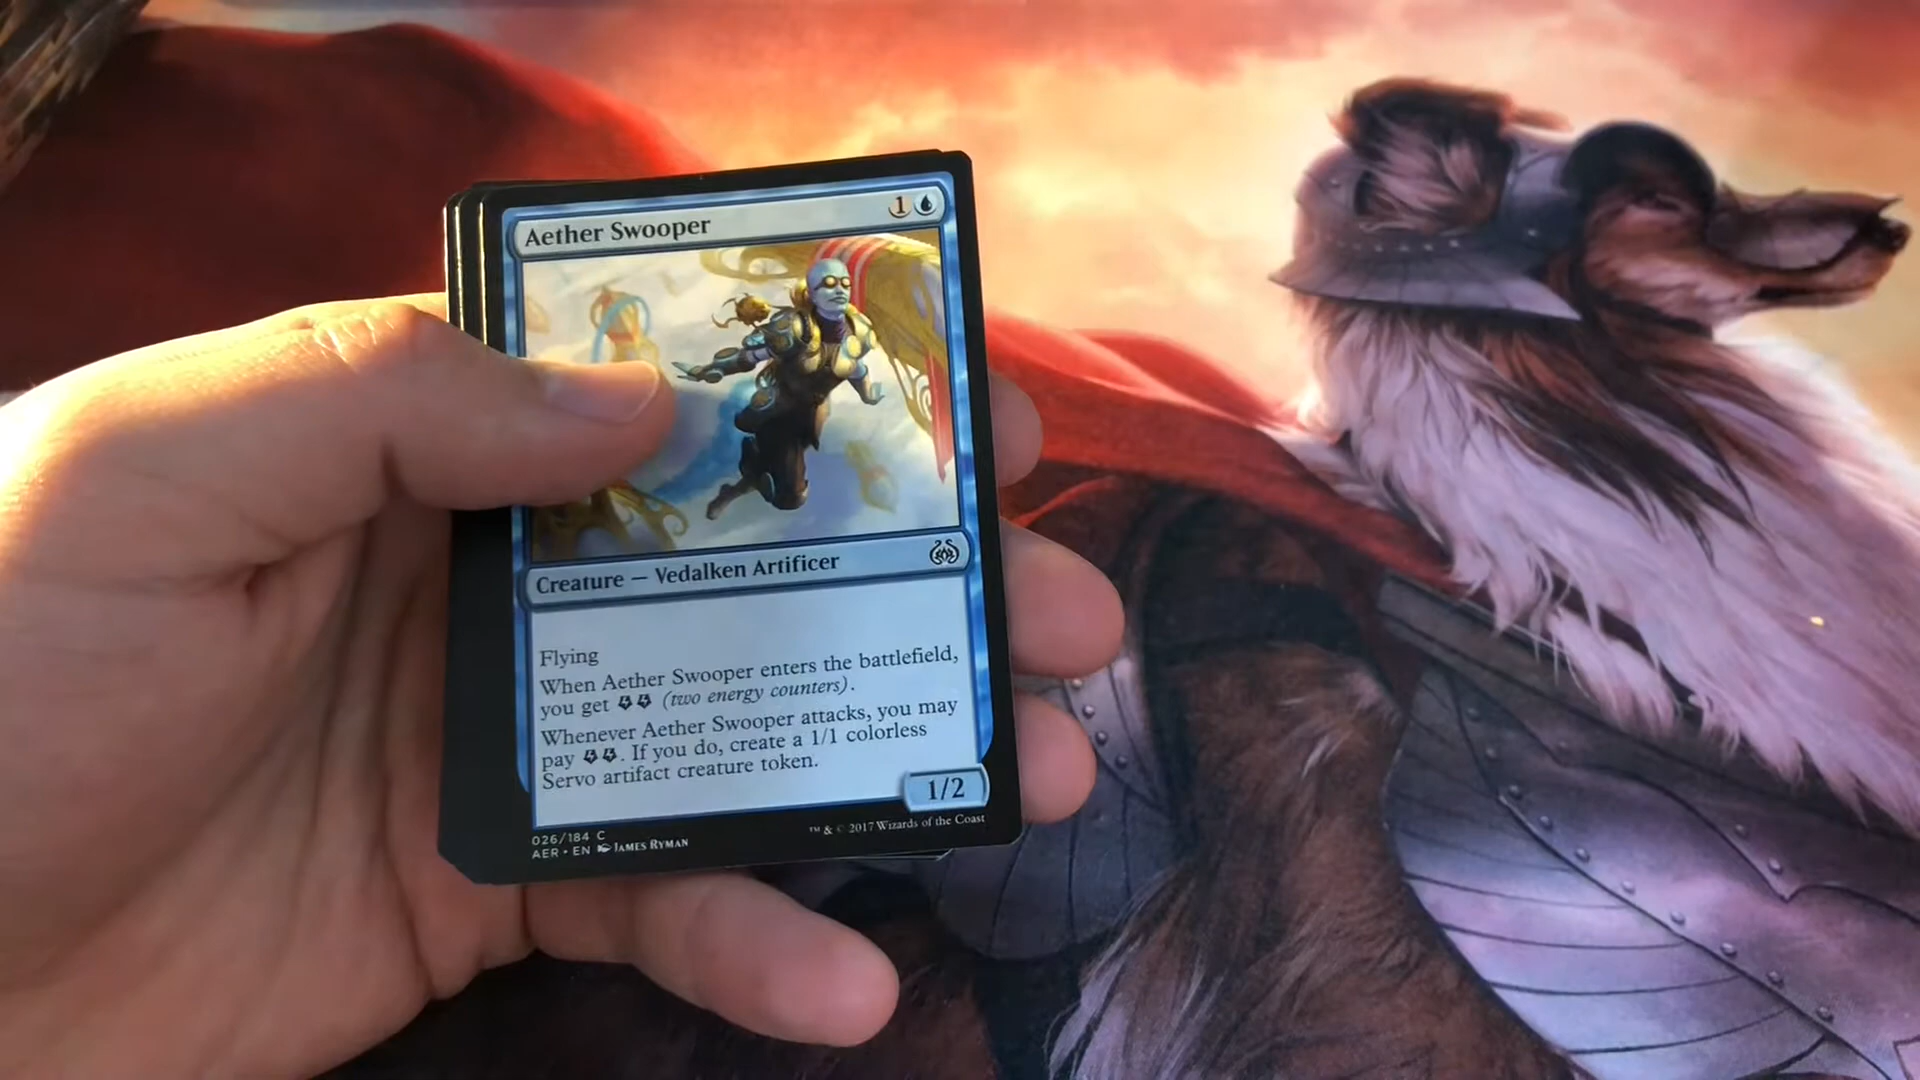 Aether Swooper 1
Creature — Vedalken Artificer
Flying
When Aether Swooper enters the battlefield,
you get (two energy counters).
Whenever Aether Swooper attacks, you may
pay . If you do, create a 1/1 colorless
Servo artifact creature token.
1/2
026/184 C
AER • EN James Ryman
™ & © 2017 Wizards of the Coast